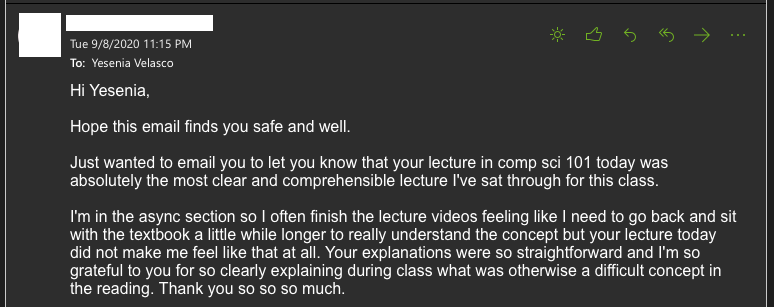 Tue 9/8/2020 11:15 PM
To: Yesenia Velasco
Hi Yesenia,
Hope this email finds you safe and well.
Just wanted to email you to let you know that your lecture in comp sci 101 today was
absolutely the most clear and comprehensible lecture I've sat through for this class.
I'm in the async section so I often finish the lecture videos feeling like I need to go back and sit
with the textbook a little while longer to really understand the concept but your lecture today
did not make me feel like that at all. Your explanations were so straightforward and I'm so
grateful to you for so clearly explaining during class what was otherwise a difficult concept in
the reading. Thank you so so so much.